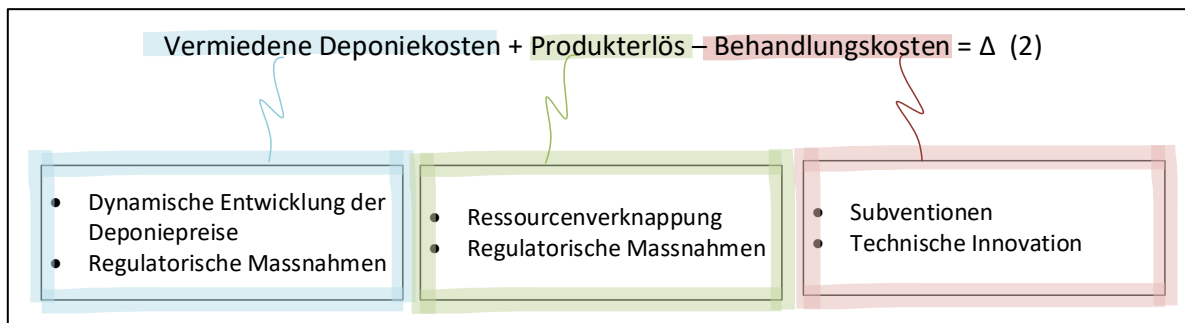 Vermiedene Deponiekosten + Produkterlös – Behandlungskosten = Δ (2)
• Dynamische Entwicklung der
Deponiepreise
• Regulatorische Massnahmen
• Ressourcenverknappung
• Regulatorische Massnahmen
• Subventionen
• Technische Innovation